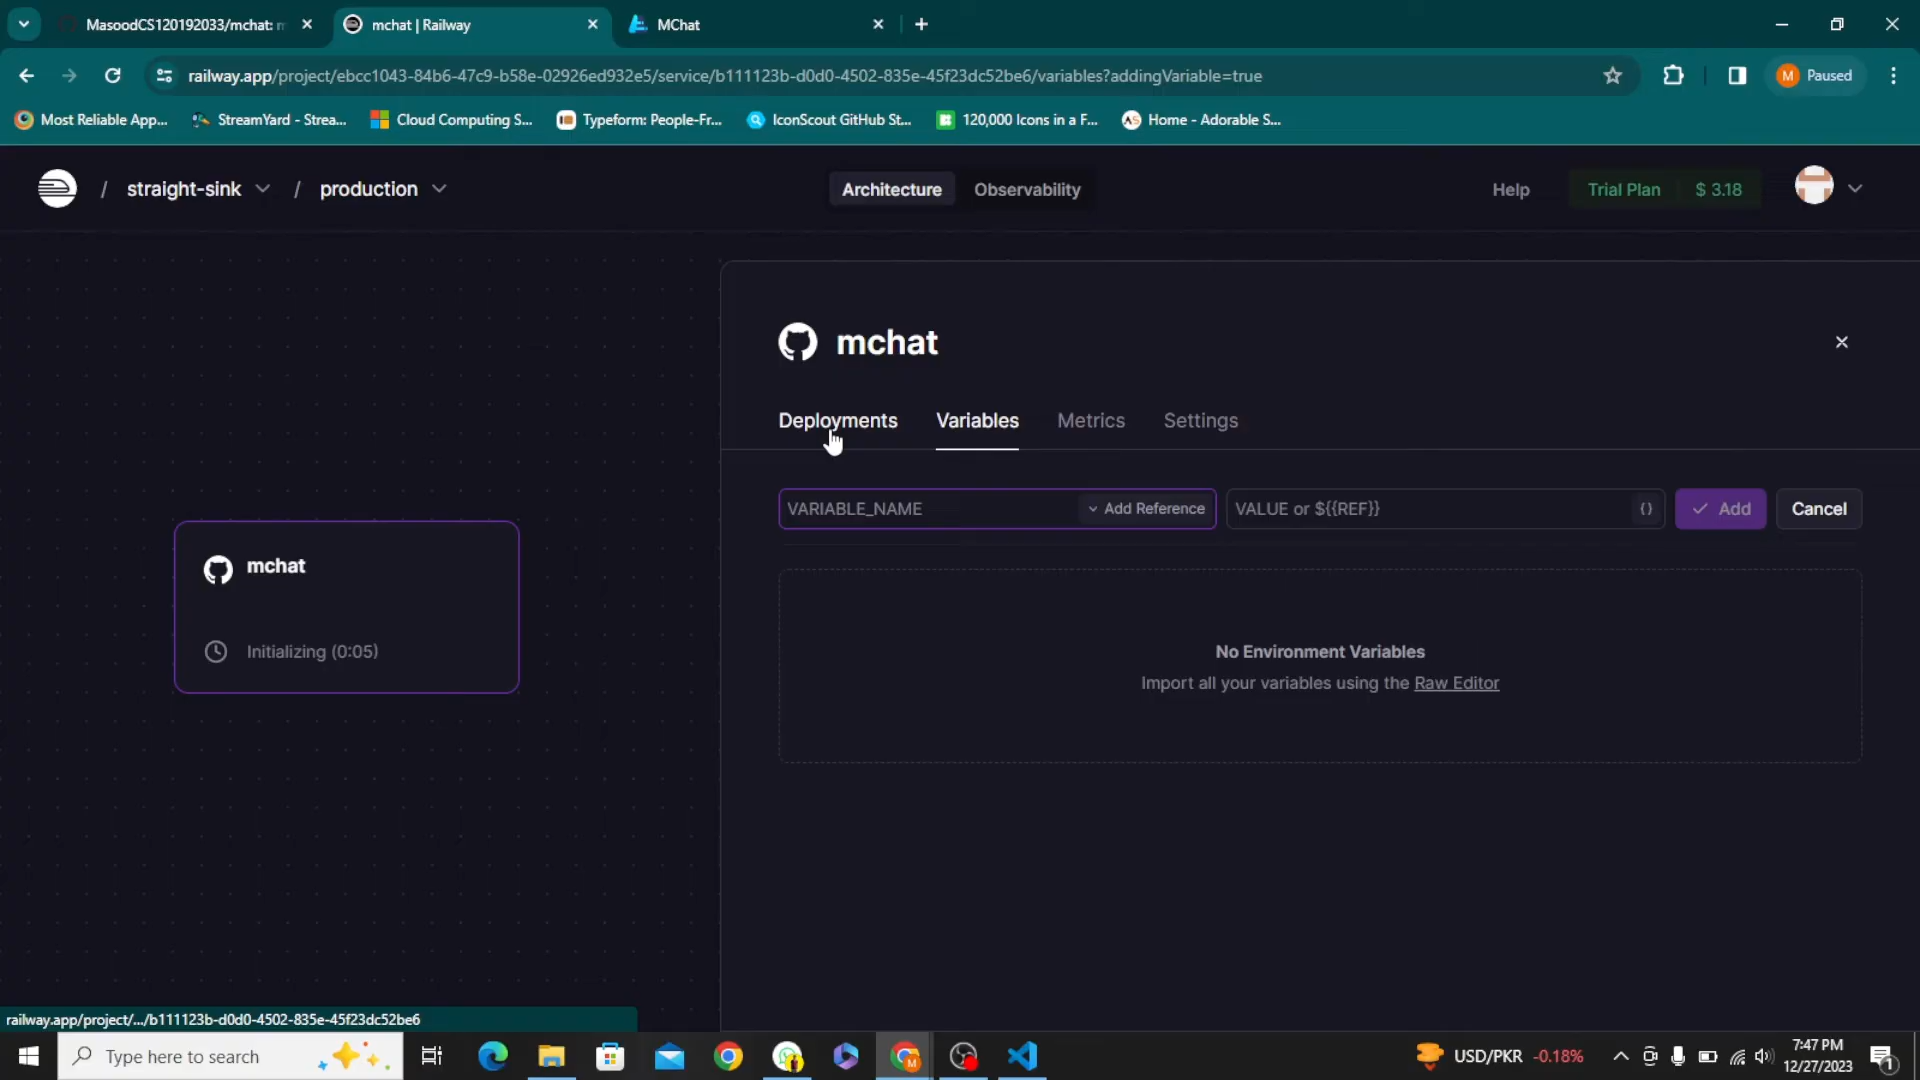 MasoodCS120192033/mchat: m
mchat | Railway
MChat
railway.app/project/ebcc1043-84b6-47c9-b58e-02926ed932e5/service/b111123b-d0d0-4502-835e-45f23dc52be6/variables?addingVariable=true
M Paused
Most Reliable App...
StreamYard - Strea...
Cloud Computing S...
Typeform: People-Fr...
IconScout GitHub St...
120,000 Icons in a F...
AS Home - Adorable S...
/ straight-sink / production
Architecture
Observability
Help
Trial Plan $ 3.18
mchat
Deployments
Variables
Metrics
Settings
VARIABLE_NAME
Add Reference
VALUE or ${{REF}}
{}
Add
Cancel
mchat
Initializing (0:05)
No Environment Variables
Import all your variables using the Raw Editor
railway.app/project/.../b111123b-d0d0-4502-835e-45f23dc52be6
Type here to search
M
USD/PKR -0.18%
7:47 PM
12/27/2023
1